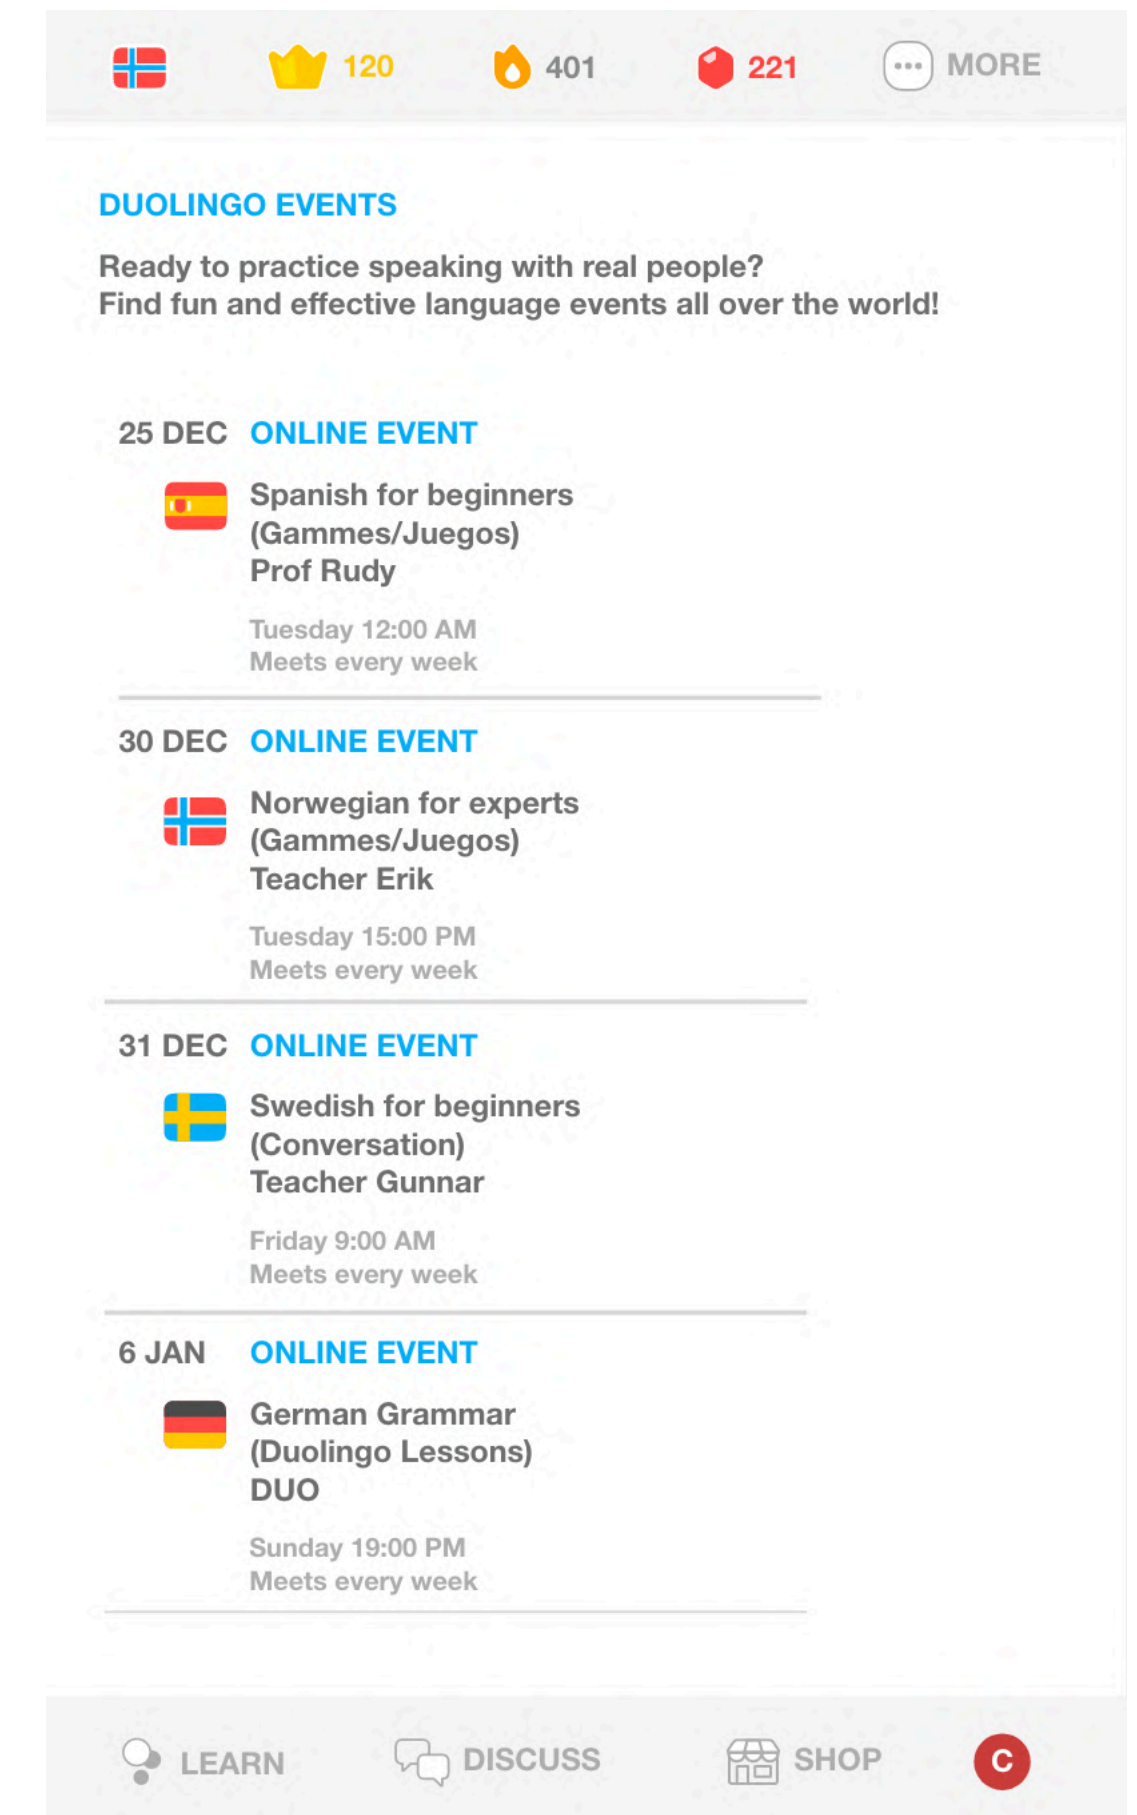 120
401
221
MORE
DUOLINGO EVENTS
Ready to practice speaking with real people?
Find fun and effective language events all over the world!
25 DEC ONLINE EVENT
Spanish for beginners
(Gammes/Juegos)
Prof Rudy
Tuesday 12:00 AM
Meets every week
30 DEC ONLINE EVENT
Norwegian for experts
(Gammes/Juegos)
Teacher Erik
Tuesday 15:00 PM
Meets every week
31 DEC ONLINE EVENT
Swedish for beginners
(Conversation)
Teacher Gunnar
Friday 9:00 AM
Meets every week
6 JAN ONLINE EVENT
German Grammar
(Duolingo Lessons)
DUO
Sunday 19:00 PM
Meets every week
LEARN
DISCUSS
SHOP
C